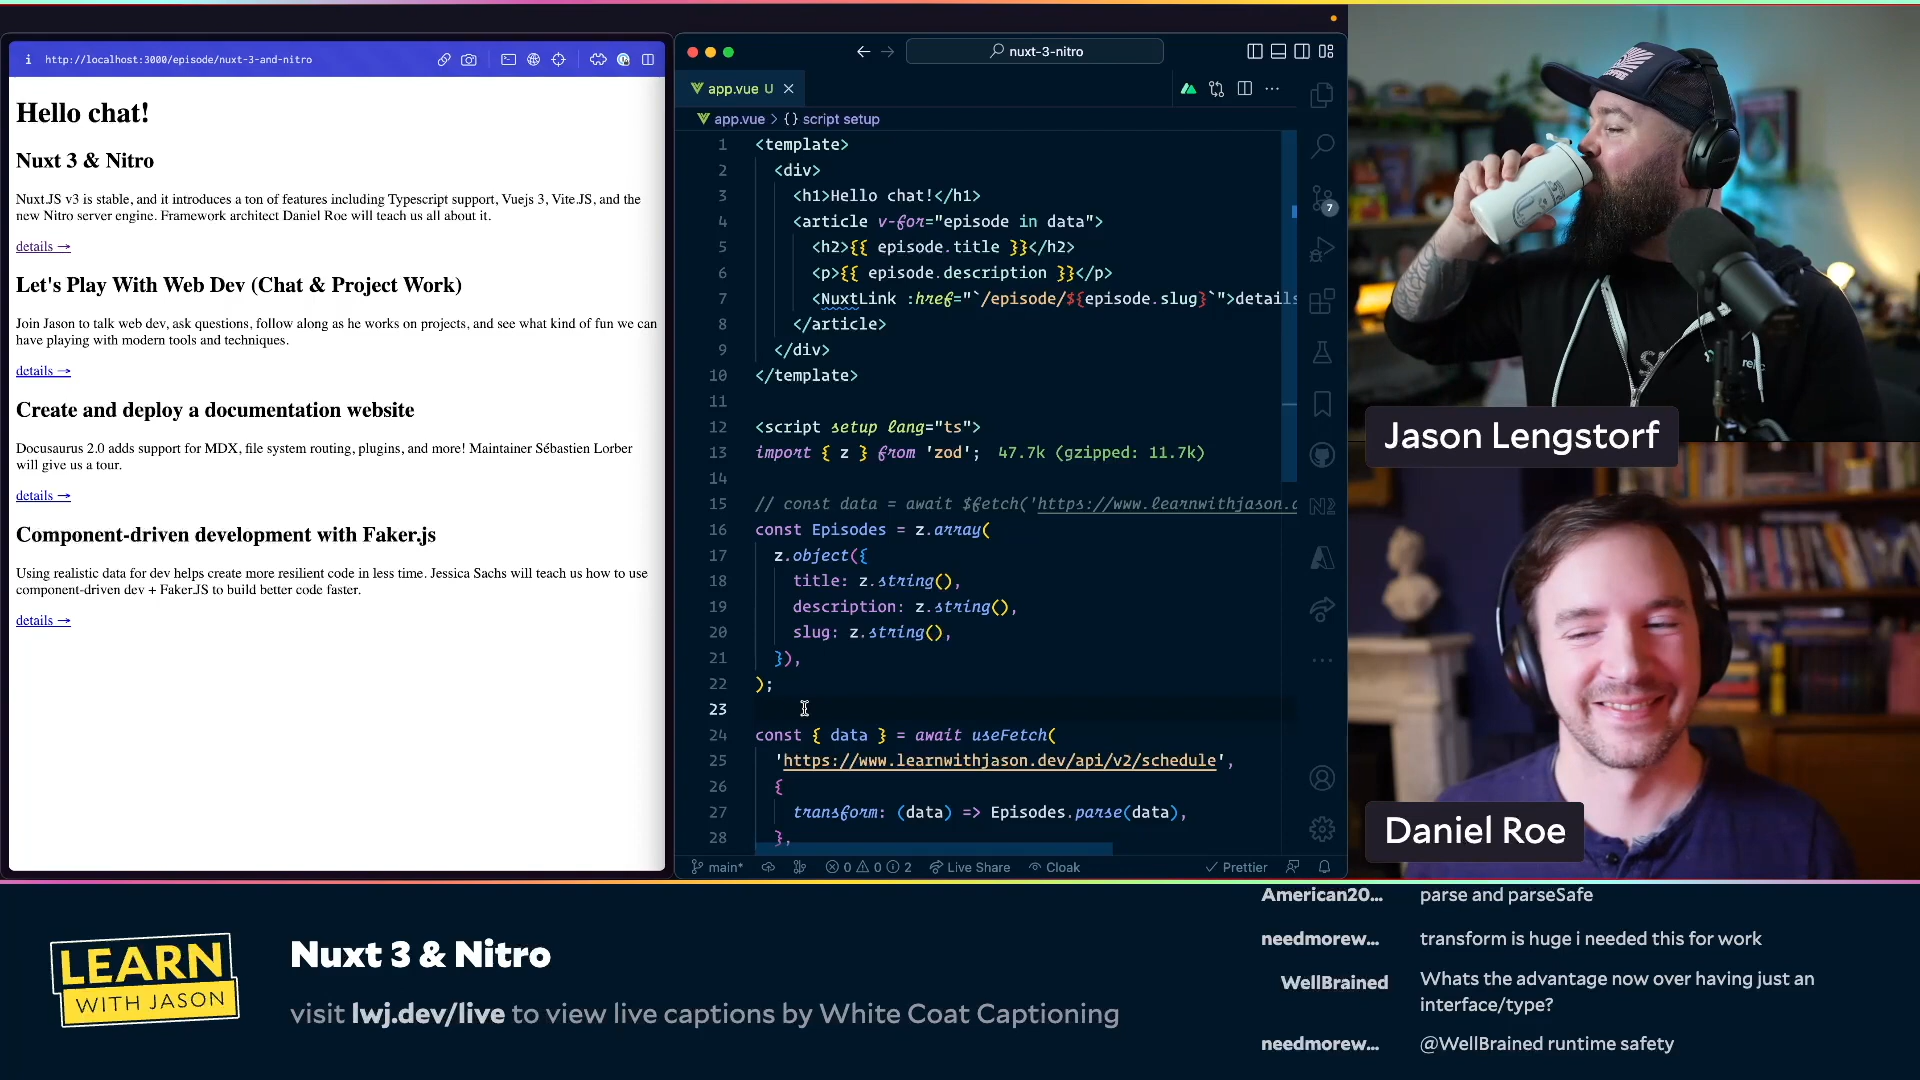 http://localhost:3000/episode/nuxt-3-and-nitro
Hello chat!
Nuxt 3 & Nitro
Nuxt.JS v3 is stable, and it introduces a ton of features including Typescript support, Vuejs 3, Vite.JS, and the
new Nitro server engine. Framework architect Daniel Roe will teach us all about it.
details →
Let's Play With Web Dev (Chat & Project Work)
Join Jason to talk web dev, ask questions, follow along as he works on projects, and see what kind of fun we can
have playing with modern tools and techniques.
details →
Create and deploy a documentation website
Docusaurus 2.0 adds support for MDX, file system routing, plugins, and more! Maintainer Sébastien Lorber
will give us a tour.
details →
Component-driven development with Faker.js
Using realistic data for dev helps create more resilient code in less time. Jessica Sachs will teach us how to use
component-driven dev + Faker.JS to build better code faster.
details →
nuxt-3-nitro
app.vue U
app.vue > {} script setup
1 <template>
2 <div>
3 <h1>Hello chat!</h1>
4 <article v-for="episode in data">
5 <h2>{{ episode.title }}</h2>
6 <p>{{ episode.description }}</p>
7 <NuxtLink :href="`/episode/${episode.slug}`">details
8 </article>
9 </div>
10 </template>
11
12 <script setup lang="ts">
13 import { z } from 'zod'; 47.7k (gzipped: 11.7k)
14
15 // const data = await $fetch('https://www.learnwithjason.
16 const Episodes = z.array(
17 z.object({
18 title: z.string(),
19 description: z.string(),
20 slug: z.string(),
21 }),
22 );
23
24 const { data } = await useFetch(
25 'https://www.learnwithjason.dev/api/v2/schedule',
26 {
27 transform: (data) => Episodes.parse(data),
28 },
7
main* 0 0 2 Live Share Cloak Prettier
Jason Lengstorf
Daniel Roe
LEARN
WITH JASON
Nuxt 3 & Nitro
visit lwj.dev/live to view live captions by White Coat Captioning
American20... parse and parseSafe
needmorew... transform is huge i needed this for work
WellBrained Whats the advantage now over having just an
interface/type?
needmorew... @WellBrained runtime safety